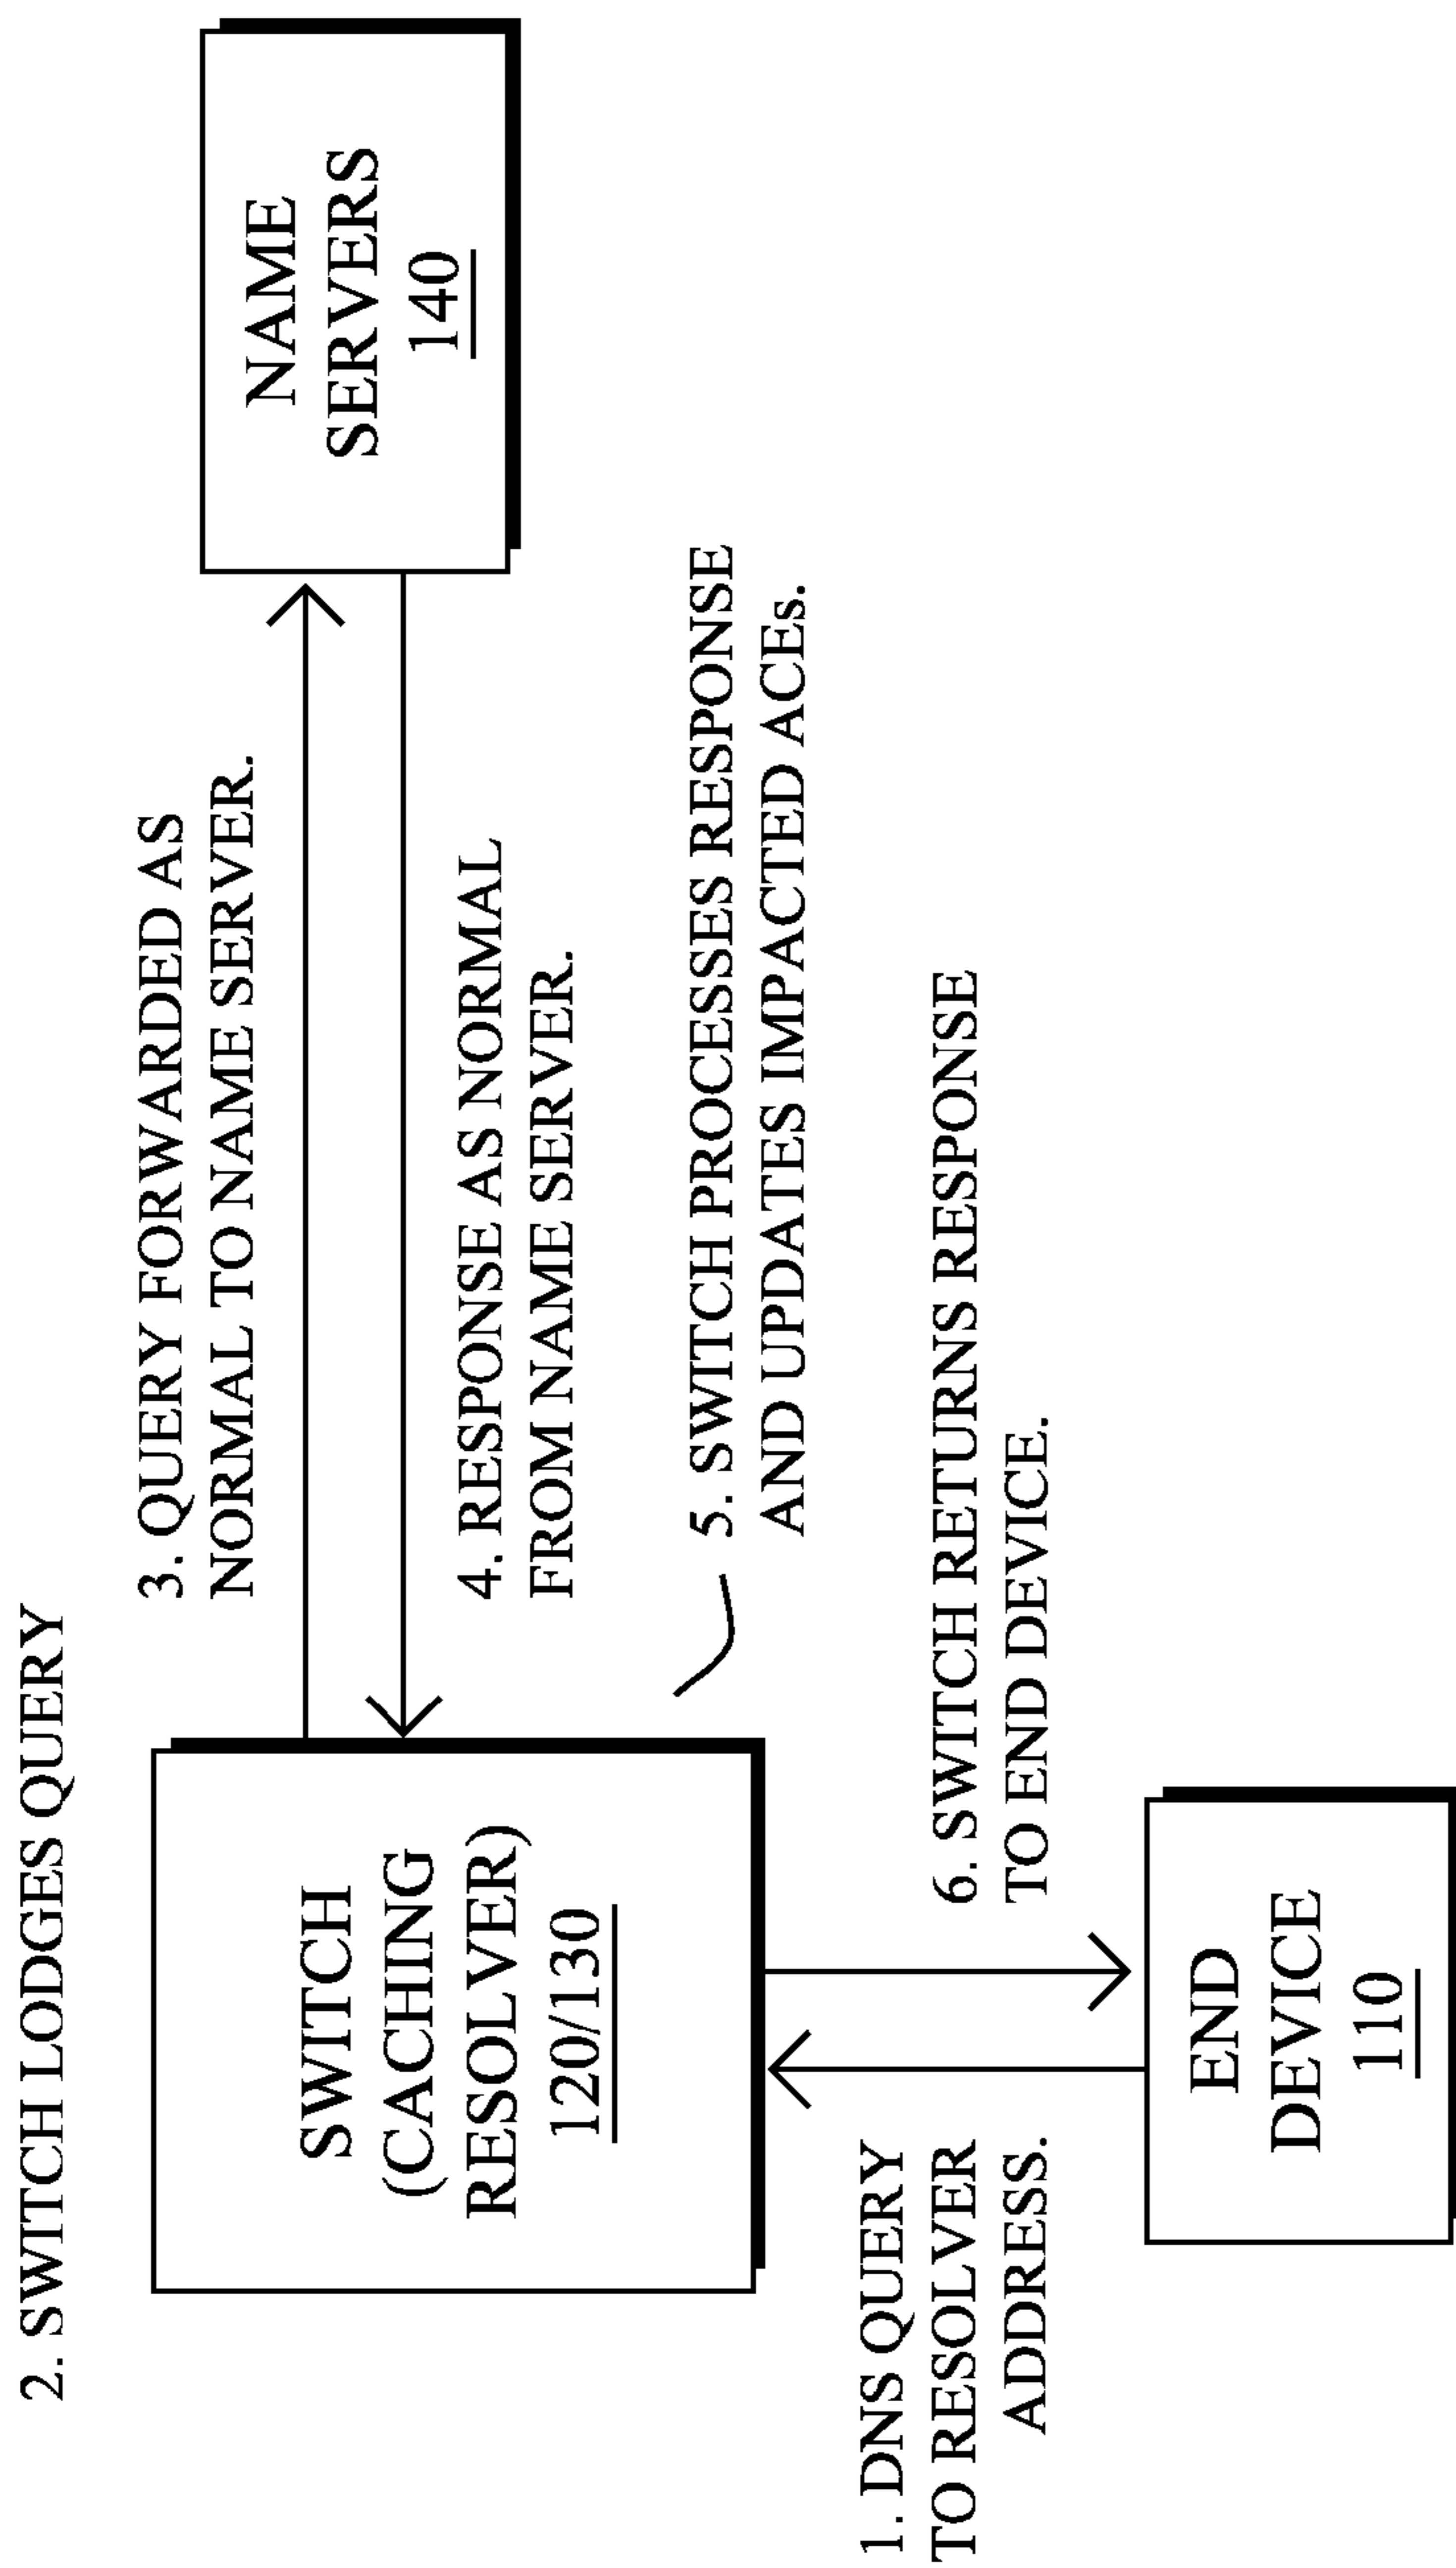 2. SWITCH LODGES QUERY
3. QUERY FORWARDED AS
NORMAL TO NAME SERVER.
NAME
SERVERS
140
SWITCH
(CACHING
RESOLVER)
120/130
4. RESPONSE AS NORMAL
FROM NAME SERVER.
5. SWITCH PROCESSES RESPONSE
AND UPDATES IMPACTED ACEs.
1. DNS QUERY
TO RESOLVER
ADDRESS.
6. SWITCH RETURNS RESPONSE
TO END DEVICE.
END
DEVICE
110